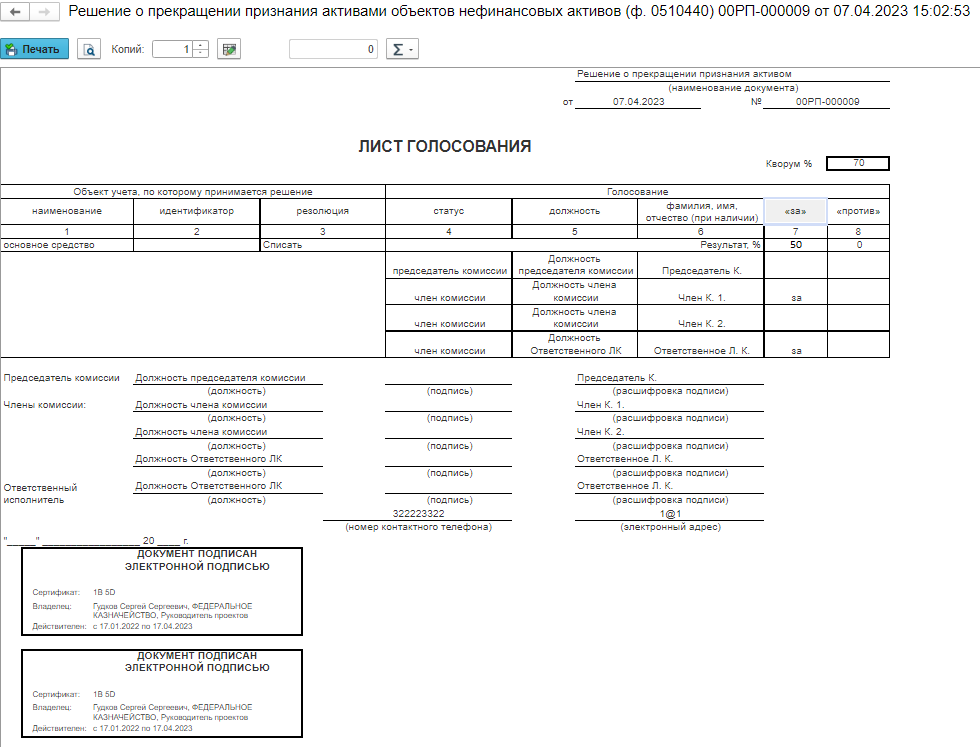 Решение о прекращении признания активами объектов нефинансовых активов (ф. 0510440) 00РП-000009 от 07.04.2023 15:02:53
Печать Копий: 1 0 Σ
Решение о прекращении признания активом
(наименование документа)
от 07.04.2023 № 00РП-000009
ЛИСТ ГОЛОСОВАНИЯ
Кворум % 70
Объект учета, по которому принимается решение Голосование
наименование идентификатор резолюция статус должность фамилия, имя, отчество (при наличии) «за» «против»
1 2 3 4 5 6 7 8
основное средство Списать Результат, % 50 0
председатель комиссии Должность председателя комиссии Председатель К.
член комиссии Должность члена комиссии Член К. 1. за
член комиссии Должность члена комиссии Член К. 2.
член комиссии Должность Ответственного ЛК Ответственное Л. К. за
Председатель комиссии Должность председателя комиссии Председатель К.
(должность) (подпись) (расшифровка подписи)
Члены комиссии: Должность члена комиссии Член К. 1.
(должность) (подпись) (расшифровка подписи)
Должность члена комиссии Член К. 2.
(должность) (подпись) (расшифровка подписи)
Должность Ответственного ЛК Ответственное Л. К.
(должность) (подпись) (расшифровка подписи)
Ответственный исполнитель Должность Ответственного ЛК Ответственное Л. К.
(должность) (подпись) (расшифровка подписи)
322223322 1@1
(номер контактного телефона) (электронный адрес)
"_____" _________________ 20 ____ г.
ДОКУМЕНТ ПОДПИСАН
ЭЛЕКТРОННОЙ ПОДПИСЬЮ
Сертификат: 1B 5D
Владелец: Гудков Сергей Сергеевич, ФЕДЕРАЛЬНОЕ
КАЗНАЧЕЙСТВО, Руководитель проектов
Действителен: с 17.01.2022 по 17.04.2023
ДОКУМЕНТ ПОДПИСАН
ЭЛЕКТРОННОЙ ПОДПИСЬЮ
Сертификат: 1B 5D
Владелец: Гудков Сергей Сергеевич, ФЕДЕРАЛЬНОЕ
КАЗНАЧЕЙСТВО, Руководитель проектов
Действителен: с 17.01.2022 по 17.04.2023